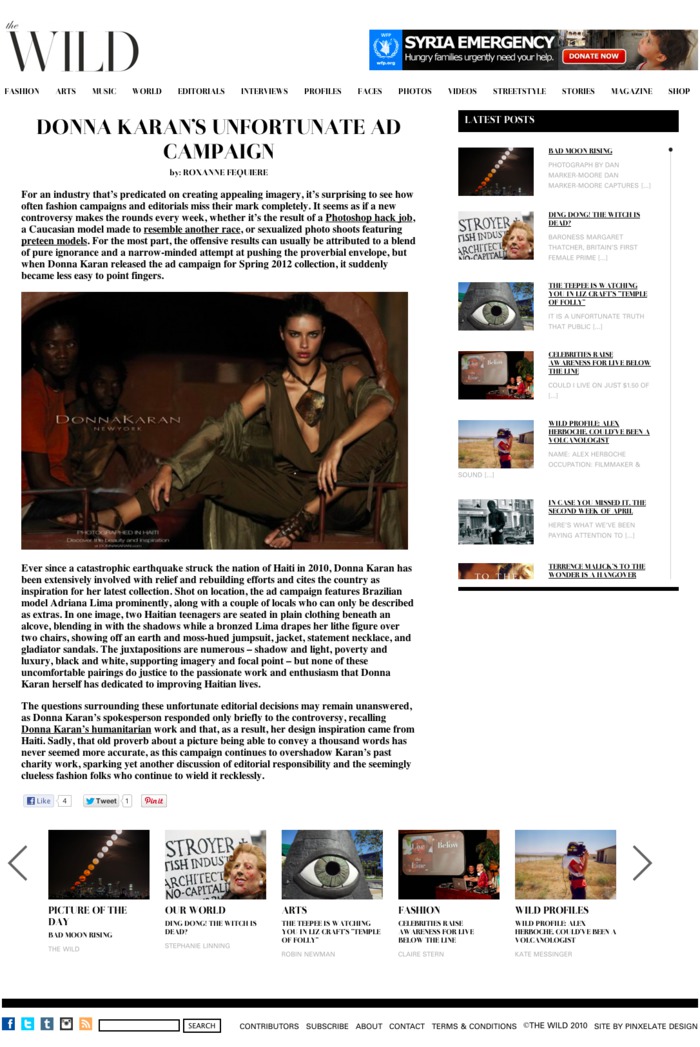 the
WILD
WFP
wfp.org
SYRIA EMERGENCY
Hungry families urgently need your help.
DONATE NOW
FASHION ARTS MUSIC WORLD EDITORIALS INTERVIEWS PROFILES FACES PHOTOS VIDEOS STREETSTYLE STORIES MAGAZINE SHOP
DONNA KARAN'S UNFORTUNATE AD
CAMPAIGN
by: ROXANNE FEQUIERE
For an industry that's predicated on creating appealing imagery, it's surprising to see how
often fashion campaigns and editorials miss their mark completely. It seems as if a new
controversy makes the rounds every week, whether it's the result of a Photoshop hack job,
a Caucasian model made to resemble another race, or sexualized photo shoots featuring
preteen models. For the most part, the offensive results can usually be attributed to a blend
of pure ignorance and a narrow-minded attempt at pushing the proverbial envelope, but
when Donna Karan released the ad campaign for Spring 2012 collection, it suddenly
became less easy to point fingers.
DONNAKARAN
NEWYORK
PHOTOGRAPHED IN HAITI
Discover the beauty and inspiration
Ever since a catastrophic earthquake struck the nation of Haiti in 2010, Donna Karan has
been extensively involved with relief and rebuilding efforts and cites the country as
inspiration for her latest collection. Shot on location, the ad campaign features Brazilian
model Adriana Lima prominently, along with a couple of locals who can only be described
as extras. In one image, two Haitian teenagers are seated in plain clothing beneath an
alcove, blending in with the shadows while a bronzed Lima drapes her lithe figure over
two chairs, showing off an earth and moss-hued jumpsuit, jacket, statement necklace, and
gladiator sandals. The juxtapositions are numerous – shadow and light, poverty and
luxury, black and white, supporting imagery and focal point – but none of these
uncomfortable pairings do justice to the passionate work and enthusiasm that Donna
Karan herself has dedicated to improving Haitian lives.
The questions surrounding these unfortunate editorial decisions may remain unanswered,
as Donna Karan's spokesperson responded only briefly to the controversy, recalling
Donna Karan's humanitarian work and that, as a result, her design inspiration came from
Haiti. Sadly, that old proverb about a picture being able to convey a thousand words has
never seemed more accurate, as this campaign continues to overshadow Karan's past
charity work, sparking yet another discussion of editorial responsibility and the seemingly
clueless fashion folks who continue to wield it recklessly.
Like 4 Tweet 1 Pin it
LATEST POSTS
BAD MOON RISING
PHOTOGRAPH BY DAN
MARKER-MOORE DAN
MARKER-MOORE CAPTURES [...]
STROYER
TISH INDUST
ARCHITECT
NO-CAPITALI
DING DONG! THE WITCH IS
DEAD?
BARONESS MARGARET
THATCHER, BRITAIN'S FIRST
FEMALE PRIME [...]
THE TEEPEE IS WATCHING
YOU IN LIZ CRAFT'S "TEMPLE
OF FOLLY"
IT IS A UNFORTUNATE TRUTH
THAT PUBLIC [...]
CELEBRITIES RAISE
AWARENESS FOR LIVE BELOW
THE LINE
COULD I LIVE ON JUST $1.50 OF
[...]
WILD PROFILE: ALEX
HERBOCHE, COULD'VE BEEN A
VOLCANOLOGIST
NAME: ALEX HERBOCHE
OCCUPATION: FILMMAKER &
SOUND [...]
IN CASE YOU MISSED IT, THE
SECOND WEEK OF APRIL
HERE'S WHAT WE'VE BEEN
PAYING ATTENTION TO [...]
TO THE
TERRENCE MALICK'S TO THE
WONDER IS A HANGOVER
STROYER
TISH INDUST
ARCHITECT
NO-CAPITALI
Live Below
the Line
PICTURE OF THE
DAY
BAD MOON RISING
THE WILD
OUR WORLD
DING DONG! THE WITCH IS
DEAD?
STEPHANIE LINNING
ARTS
THE TEEPEE IS WATCHING
YOU IN LIZ CRAFT'S "TEMPLE
OF FOLLY"
ROBIN NEWMAN
FASHION
CELEBRITIES RAISE
AWARENESS FOR LIVE
BELOW THE LINE
CLAIRE STERN
WILD PROFILES
WILD PROFILE: ALEX
HERBOCHE, COULD'VE BEEN A
VOLCANOLOGIST
KATE MESSINGER
SEARCH
CONTRIBUTORS SUBSCRIBE ABOUT CONTACT TERMS & CONDITIONS ©THE WILD 2010 SITE BY PINXELATE DESIGN